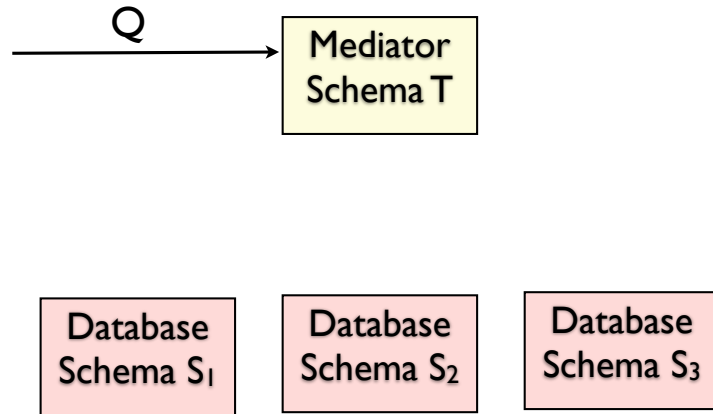 Q
Mediator
Schema T
Database
Schema S₁
Database
Schema S₂
Database
Schema S₃